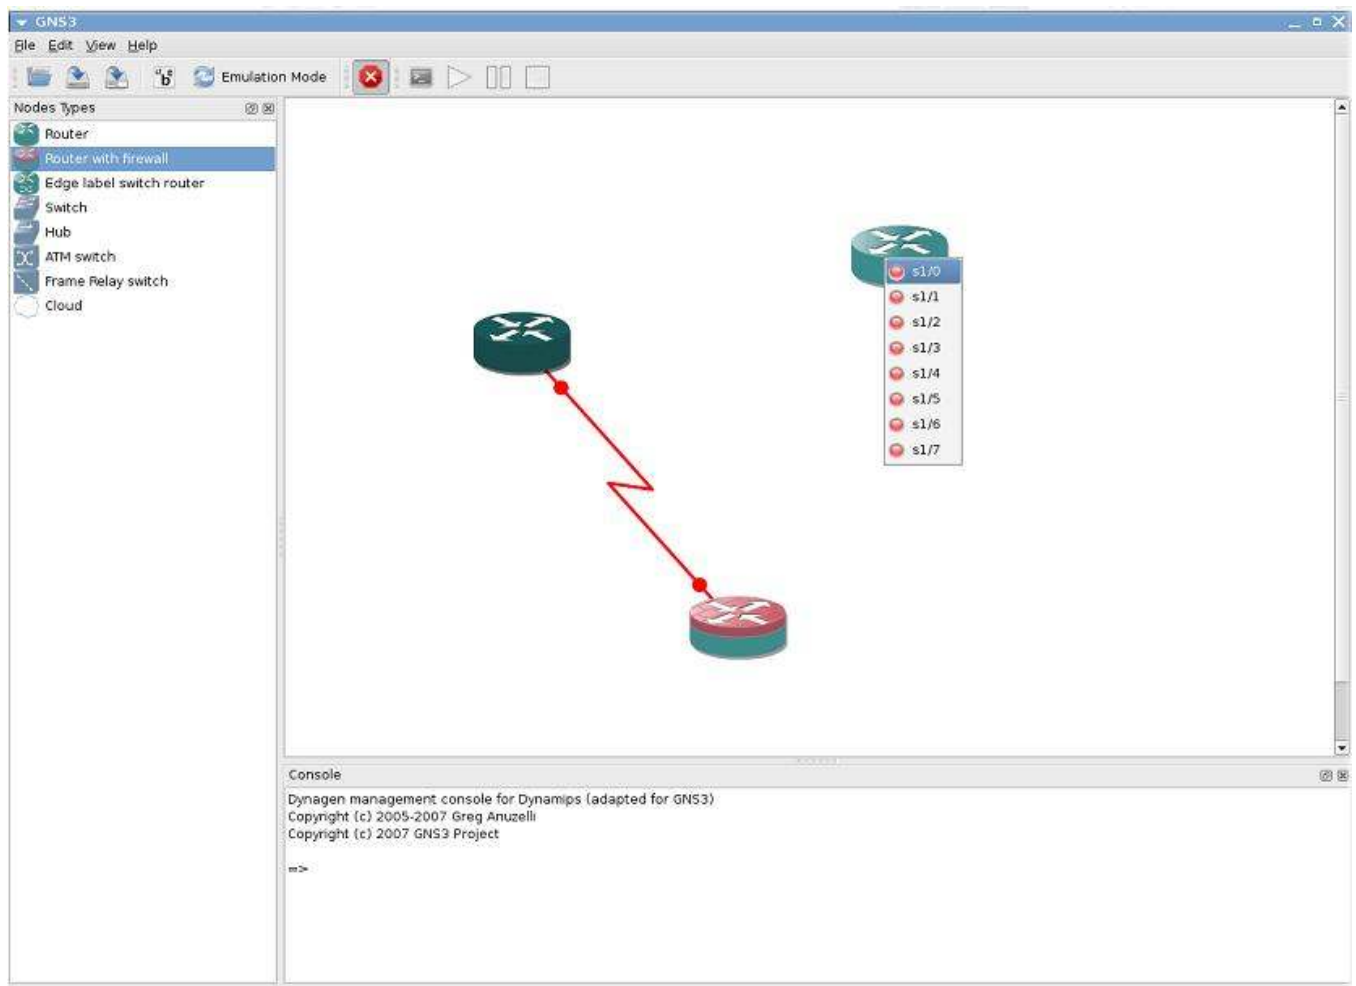 GNS3
File Edit View Help
Emulation Mode
Nodes Types
Router
Router with firewall
Edge label switch router
Switch
Hub
ATM switch
Frame Relay switch
Cloud
s1/0
s1/1
s1/2
s1/3
s1/4
s1/5
s1/6
s1/7
Console
Dynagen management console for Dynamips (adapted for GNS3)
Copyright (c) 2005-2007 Greg Anuzelli
Copyright (c) 2007 GNS3 Project
=>